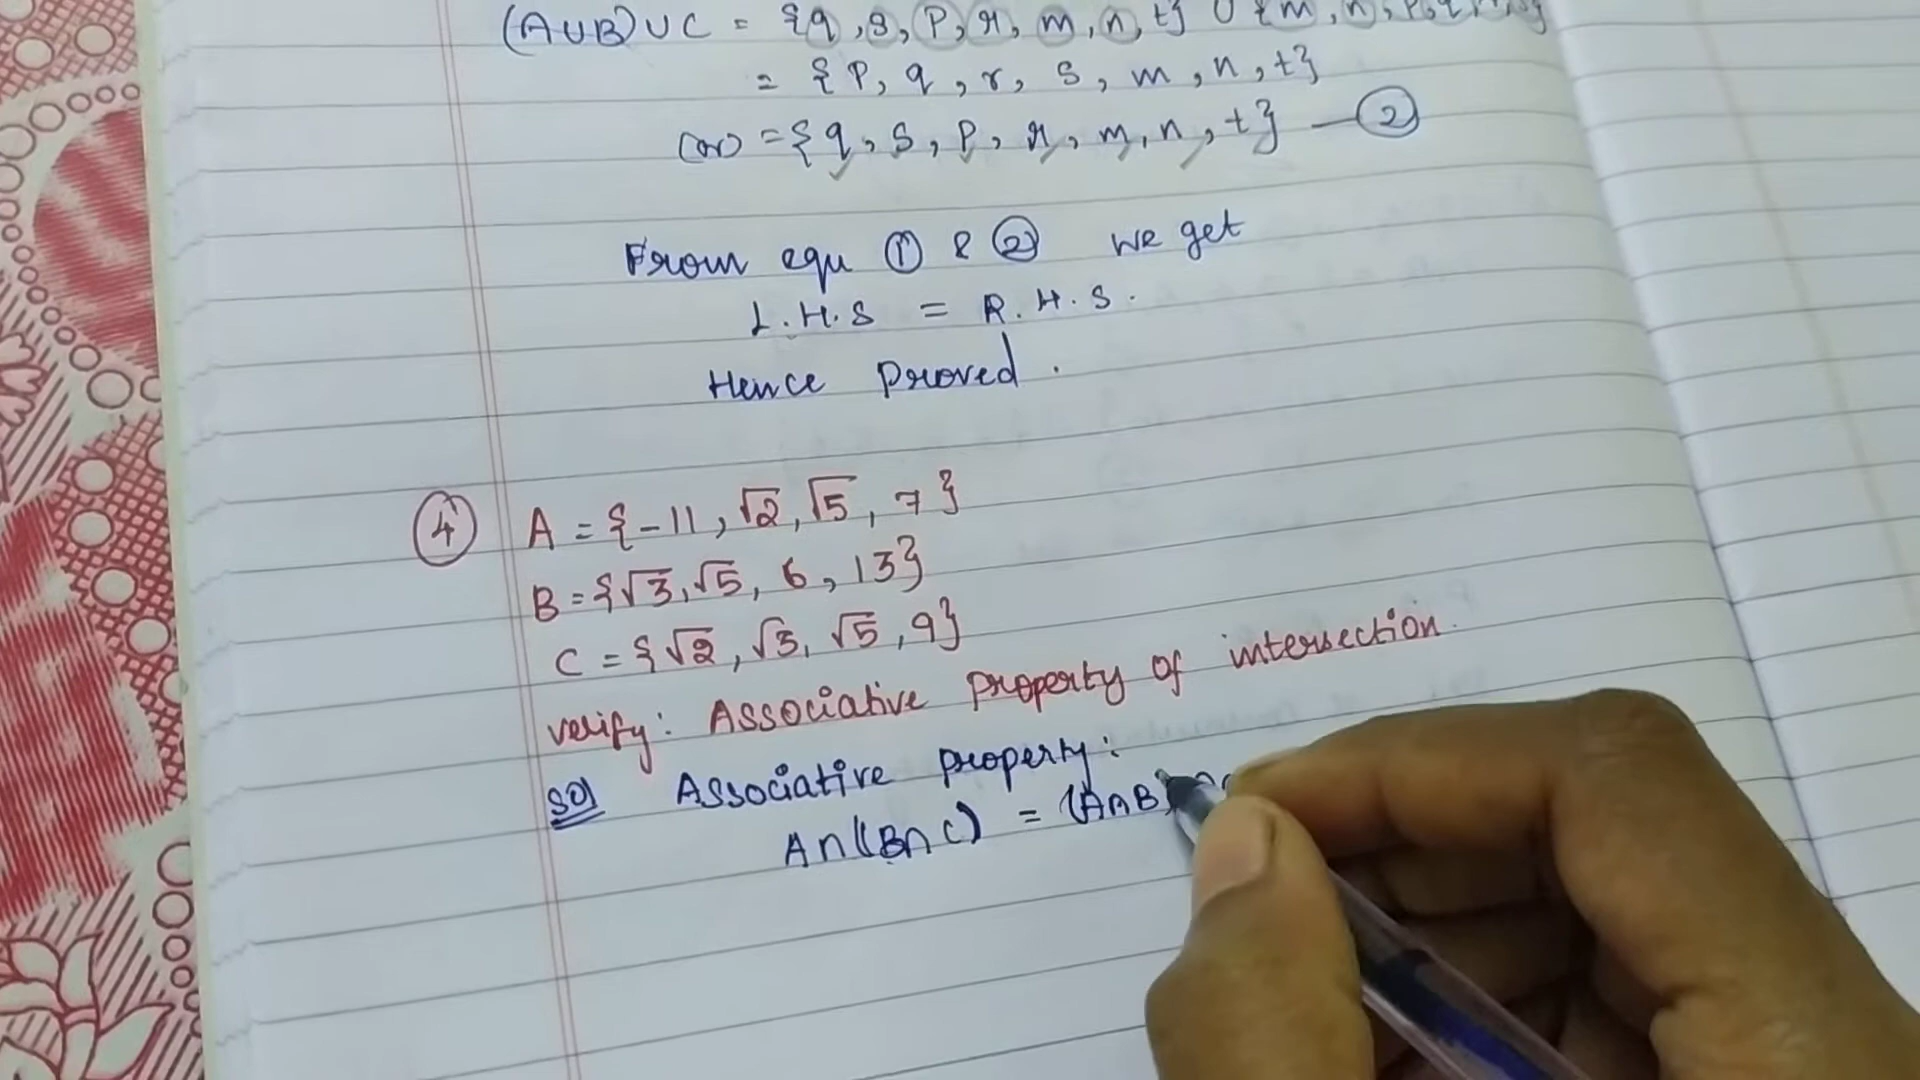 (A∪B)∪C = {q, s, p, r, m, n, t} ∪ {m, n, p, q,
= {p, q, r, s, m, n, t}
(or) = {q, s, p, r, m, n, t} — ②
From equ ① & ② we get
L.H.S = R.H.S.
Hence proved.
④ A = {-11, √2, √5, 7}
B = {√3, √5, 6, 13}
C = {√2, √3, √5, 9}
verify: Associative property of intersection.
Sol Associative property:
A∩(B∩C) = (A∩B)∩